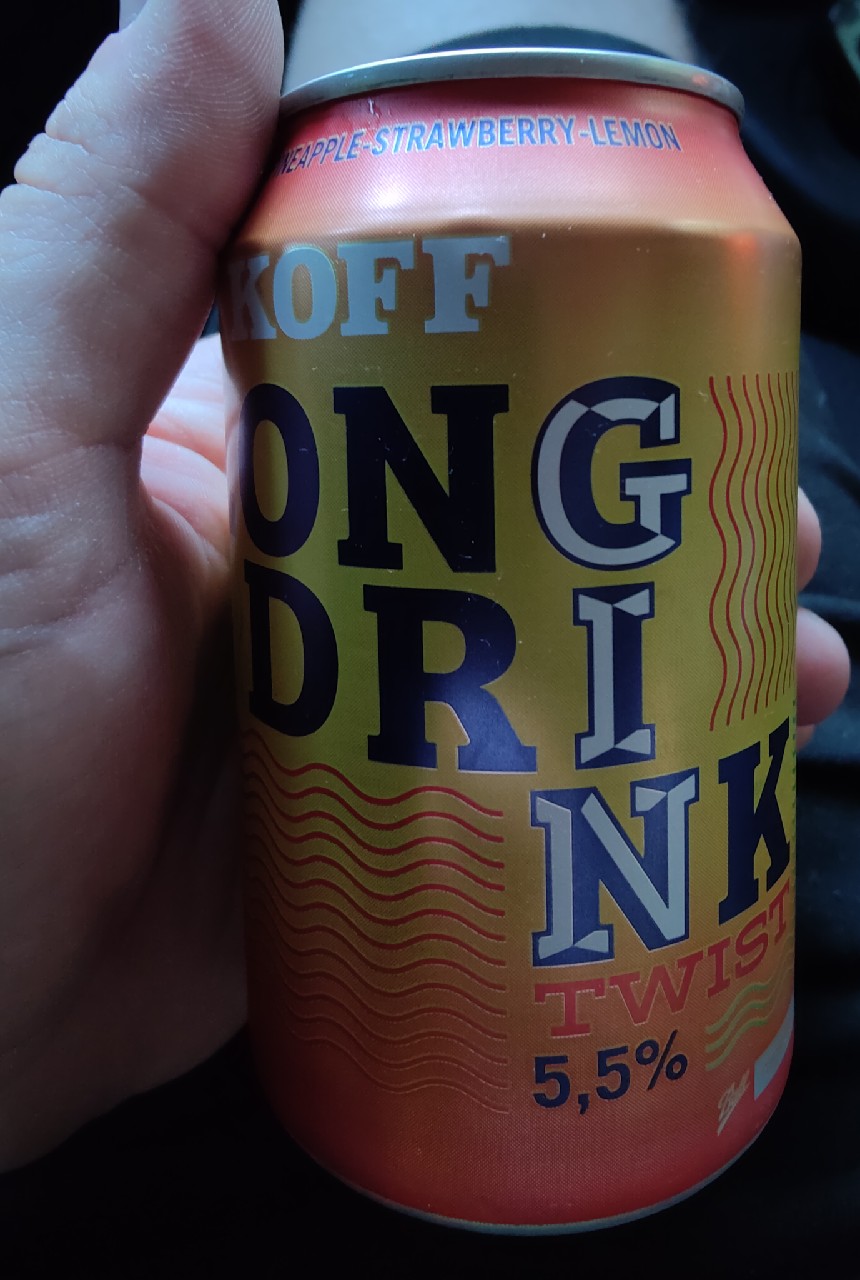 NEAPPLE-STRAWBERRY-LEMON
KOFF
ONG
DRI
NK
TWIST
5,5%